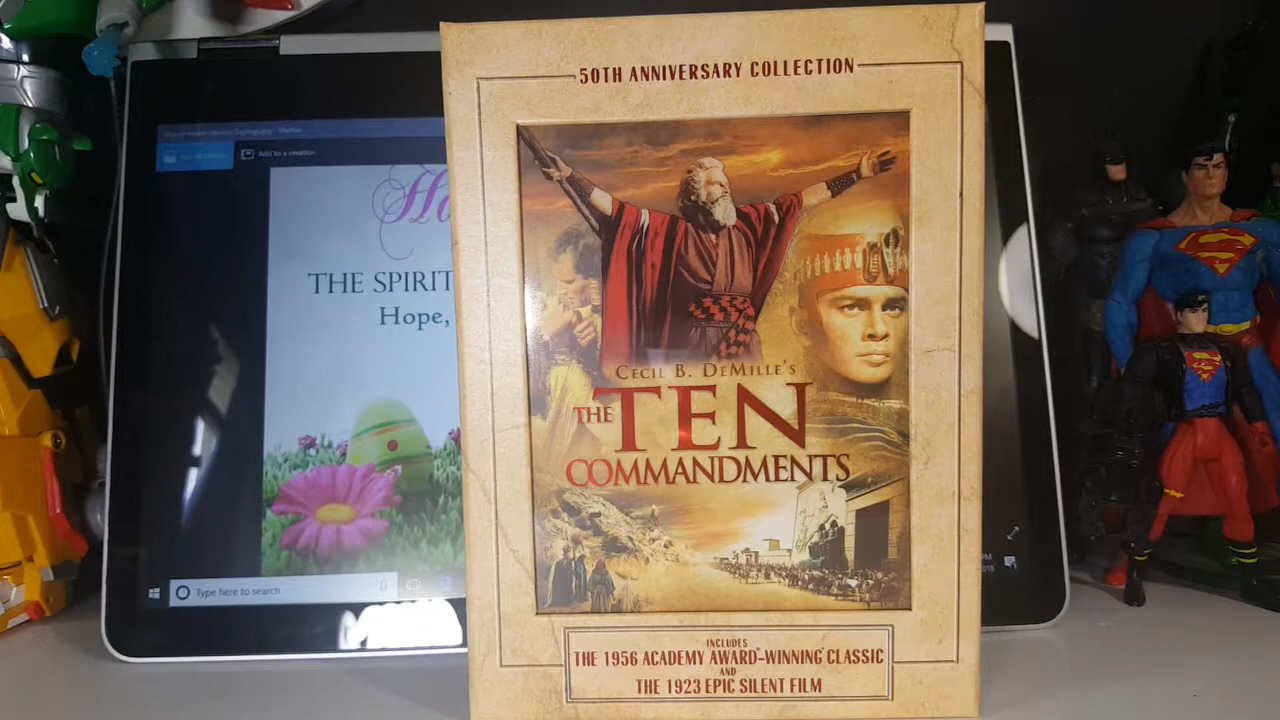 50TH ANNIVERSARY COLLECTION
CECIL B. DEMILLE'S
THE TEN
COMMANDMENTS
INCLUDES
THE 1956 ACADEMY AWARD®-WINNING CLASSIC
AND
THE 1923 EPIC SILENT FILM
Add to a creation
THE SPIRIT
Hope,
Type here to search